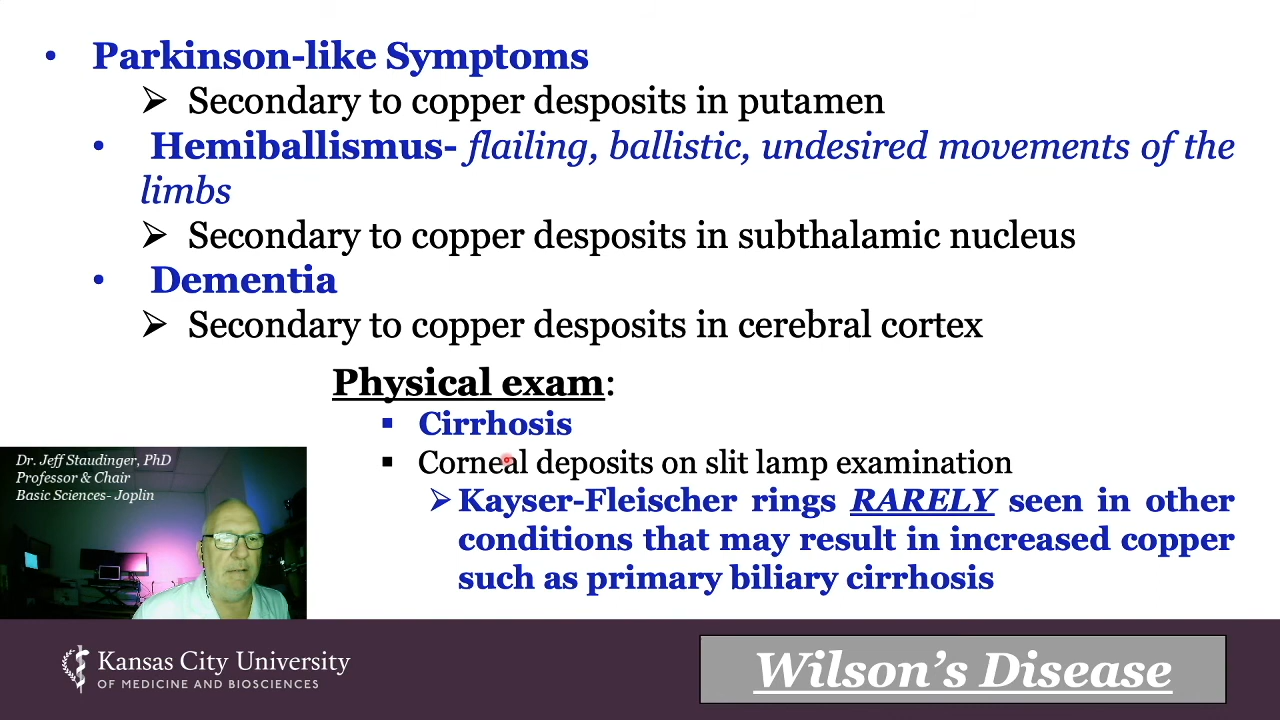 • Parkinson-like Symptoms
➢ Secondary to copper desposits in putamen
• Hemiballismus- flailing, ballistic, undesired movements of the
limbs
➢ Secondary to copper desposits in subthalamic nucleus
• Dementia
➢ Secondary to copper desposits in cerebral cortex
Physical exam:
▪ Cirrhosis
▪ Corneal deposits on slit lamp examination
➢ Kayser-Fleischer rings RARELY seen in other
conditions that may result in increased copper
such as primary biliary cirrhosis
Dr. Jeff Staudinger, PhD
Professor & Chair
Basic Sciences- Joplin
Kansas City University
OF MEDICINE AND BIOSCIENCES
Wilson's Disease